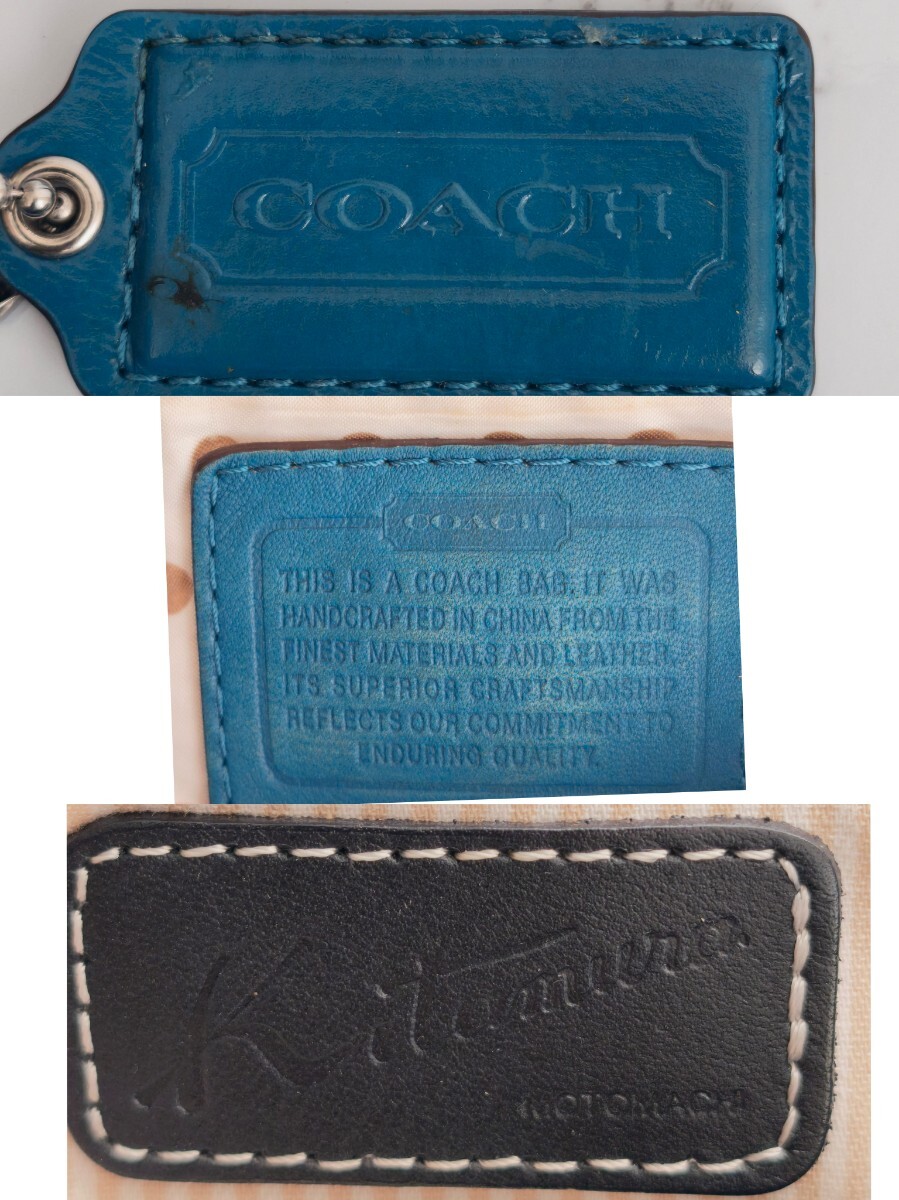 COACH
COACH
THIS IS A COACH BAG. IT WAS
HANDCRAFTED IN CHINA FROM THE
FINEST MATERIALS AND LEATHER.
ITS SUPERIOR CRAFTSMANSHIP
REFLECTS OUR COMMITMENT TO
ENDURING QUALITY.
Kitamura
MOTOMACHI